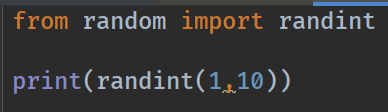 from random import randint
print(randint(1,10))